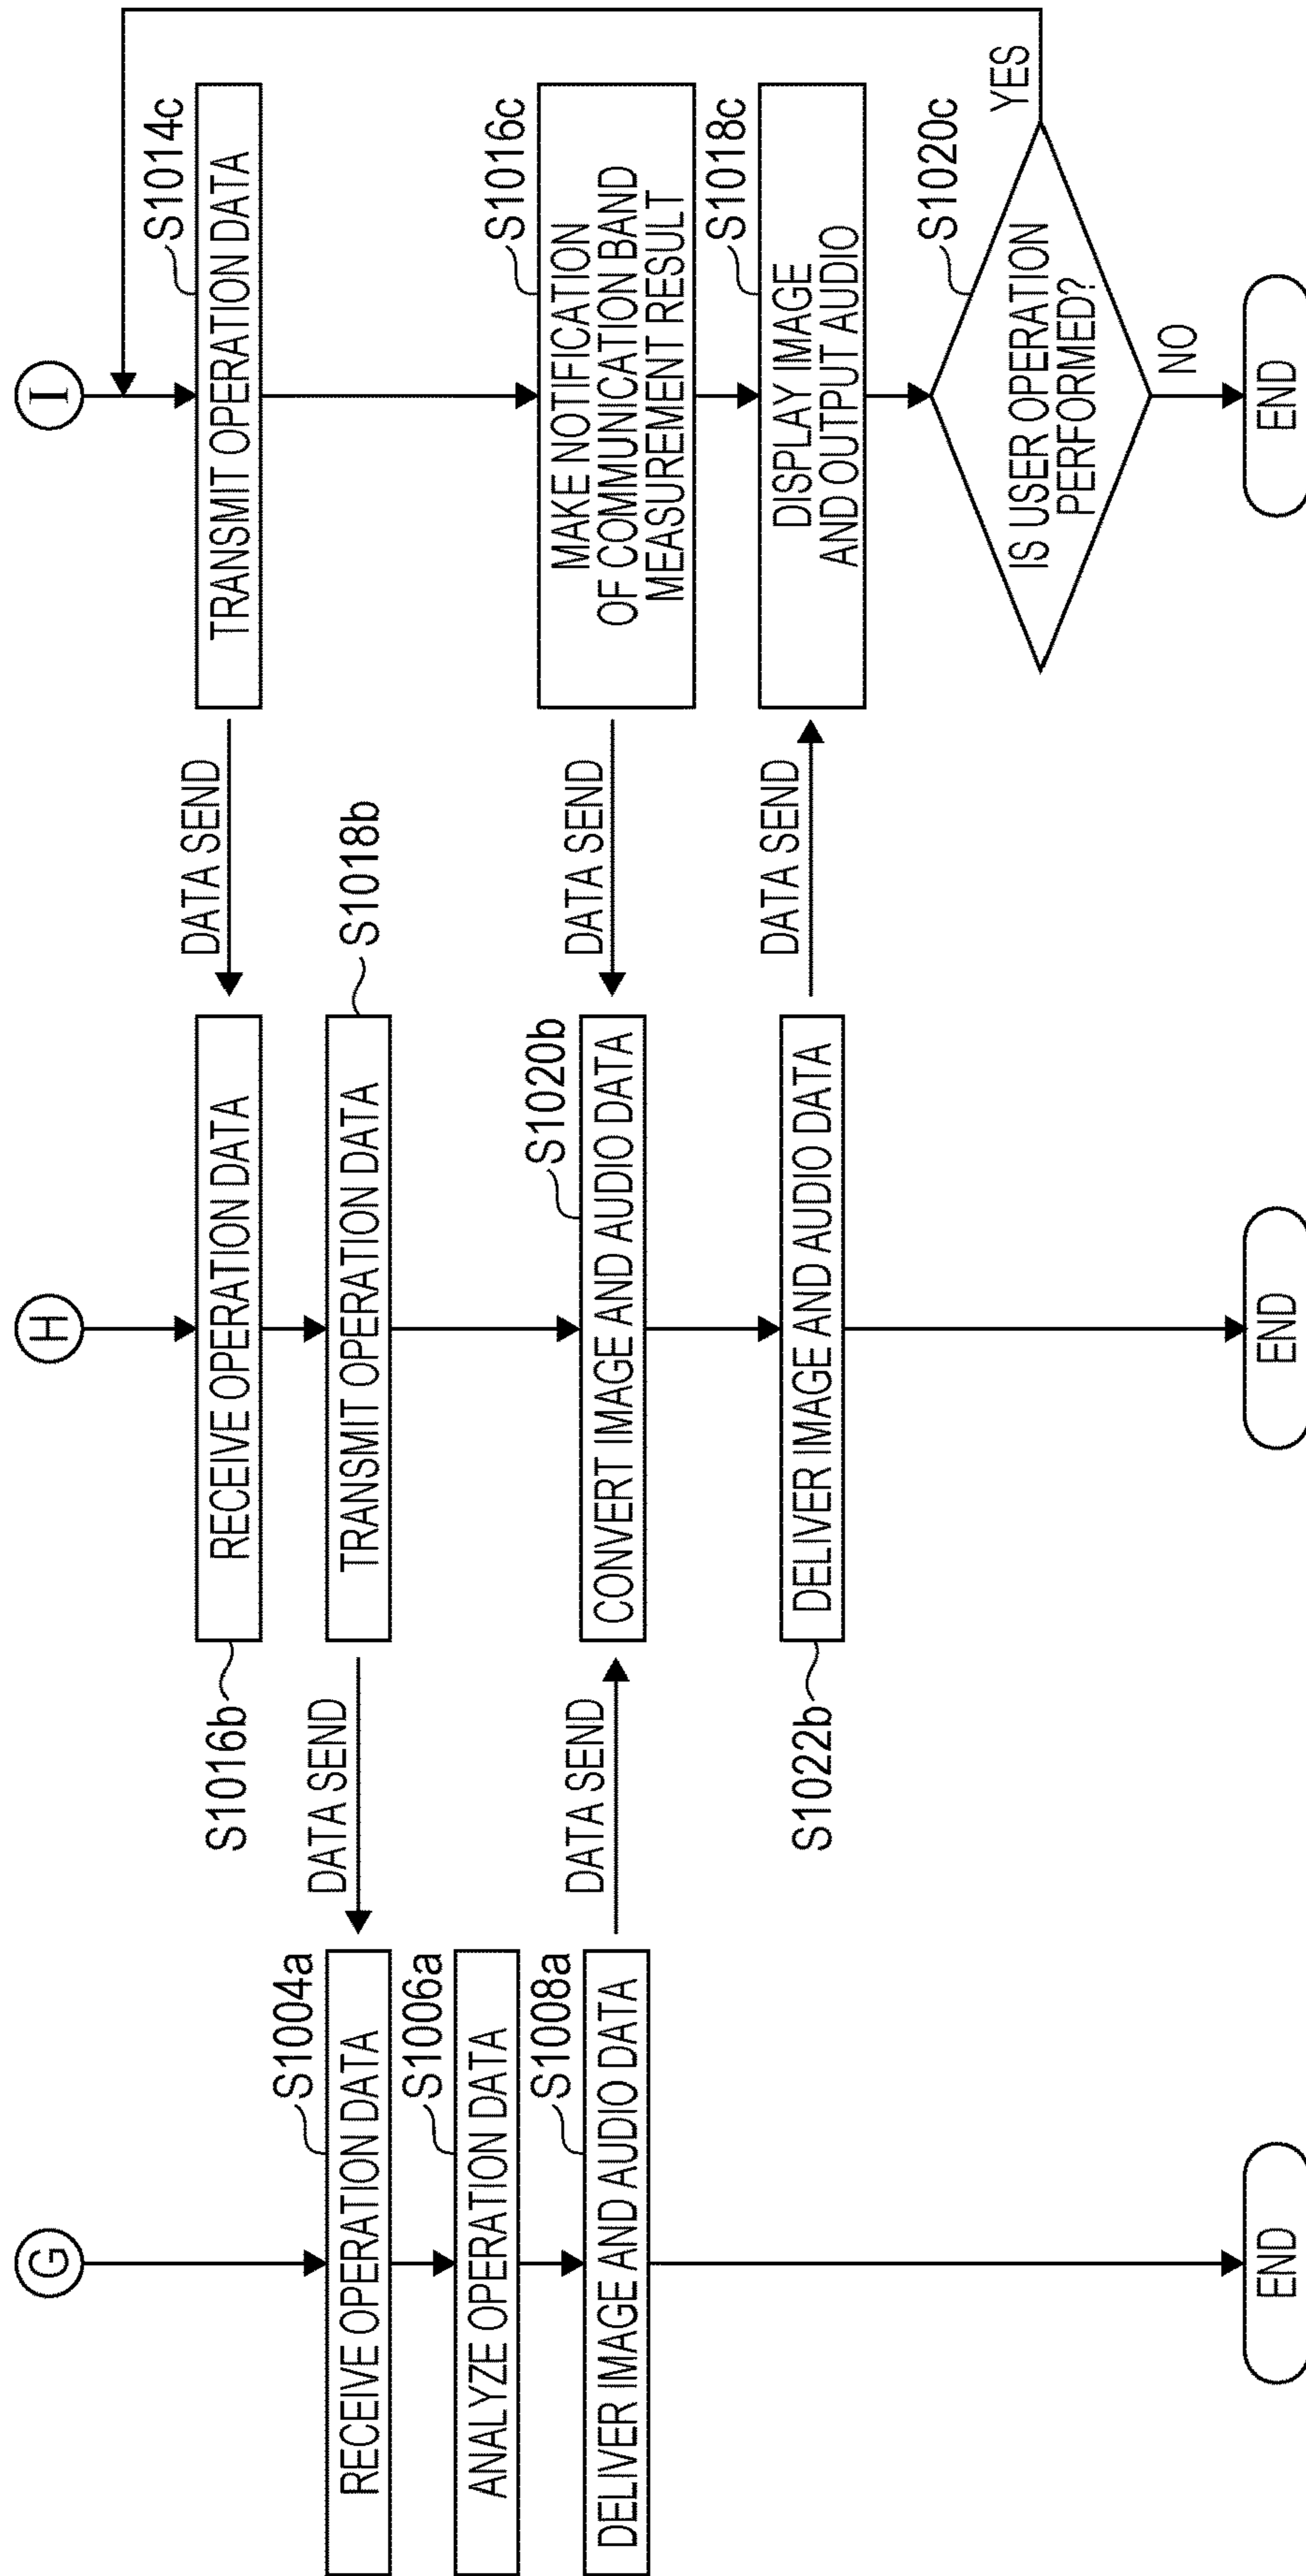 G
S1004a
RECEIVE OPERATION DATA
S1006a
ANALYZE OPERATION DATA
S1008a
DELIVER IMAGE AND AUDIO DATA
END
DATA SEND
DATA SEND
H
S1016b
RECEIVE OPERATION DATA
S1018b
TRANSMIT OPERATION DATA
S1020b
CONVERT IMAGE AND AUDIO DATA
S1022b
DELIVER IMAGE AND AUDIO DATA
END
DATA SEND
DATA SEND
DATA SEND
I
S1014c
TRANSMIT OPERATION DATA
S1016c
MAKE NOTIFICATION
OF COMMUNICATION BAND
MEASUREMENT RESULT
S1018c
DISPLAY IMAGE
AND OUTPUT AUDIO
S1020c
IS USER OPERATION
PERFORMED?
YES
NO
END